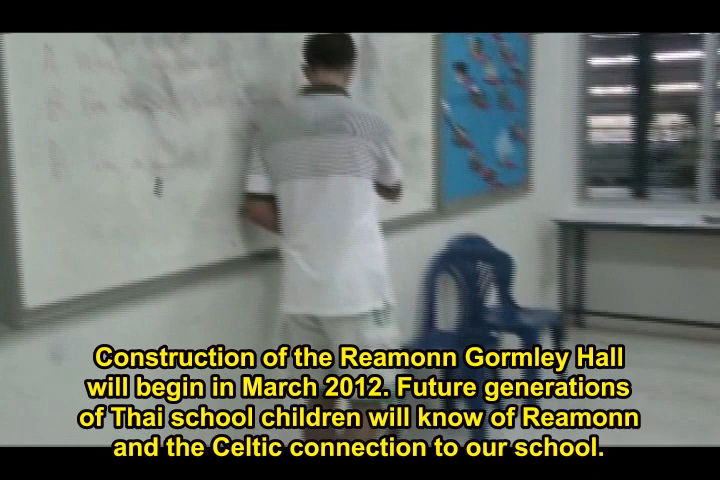 Construction of the Reamonn Gormley Hall
will begin in March 2012. Future generations
of Thai school children will know of Reamonn
and the Celtic connection to our school.